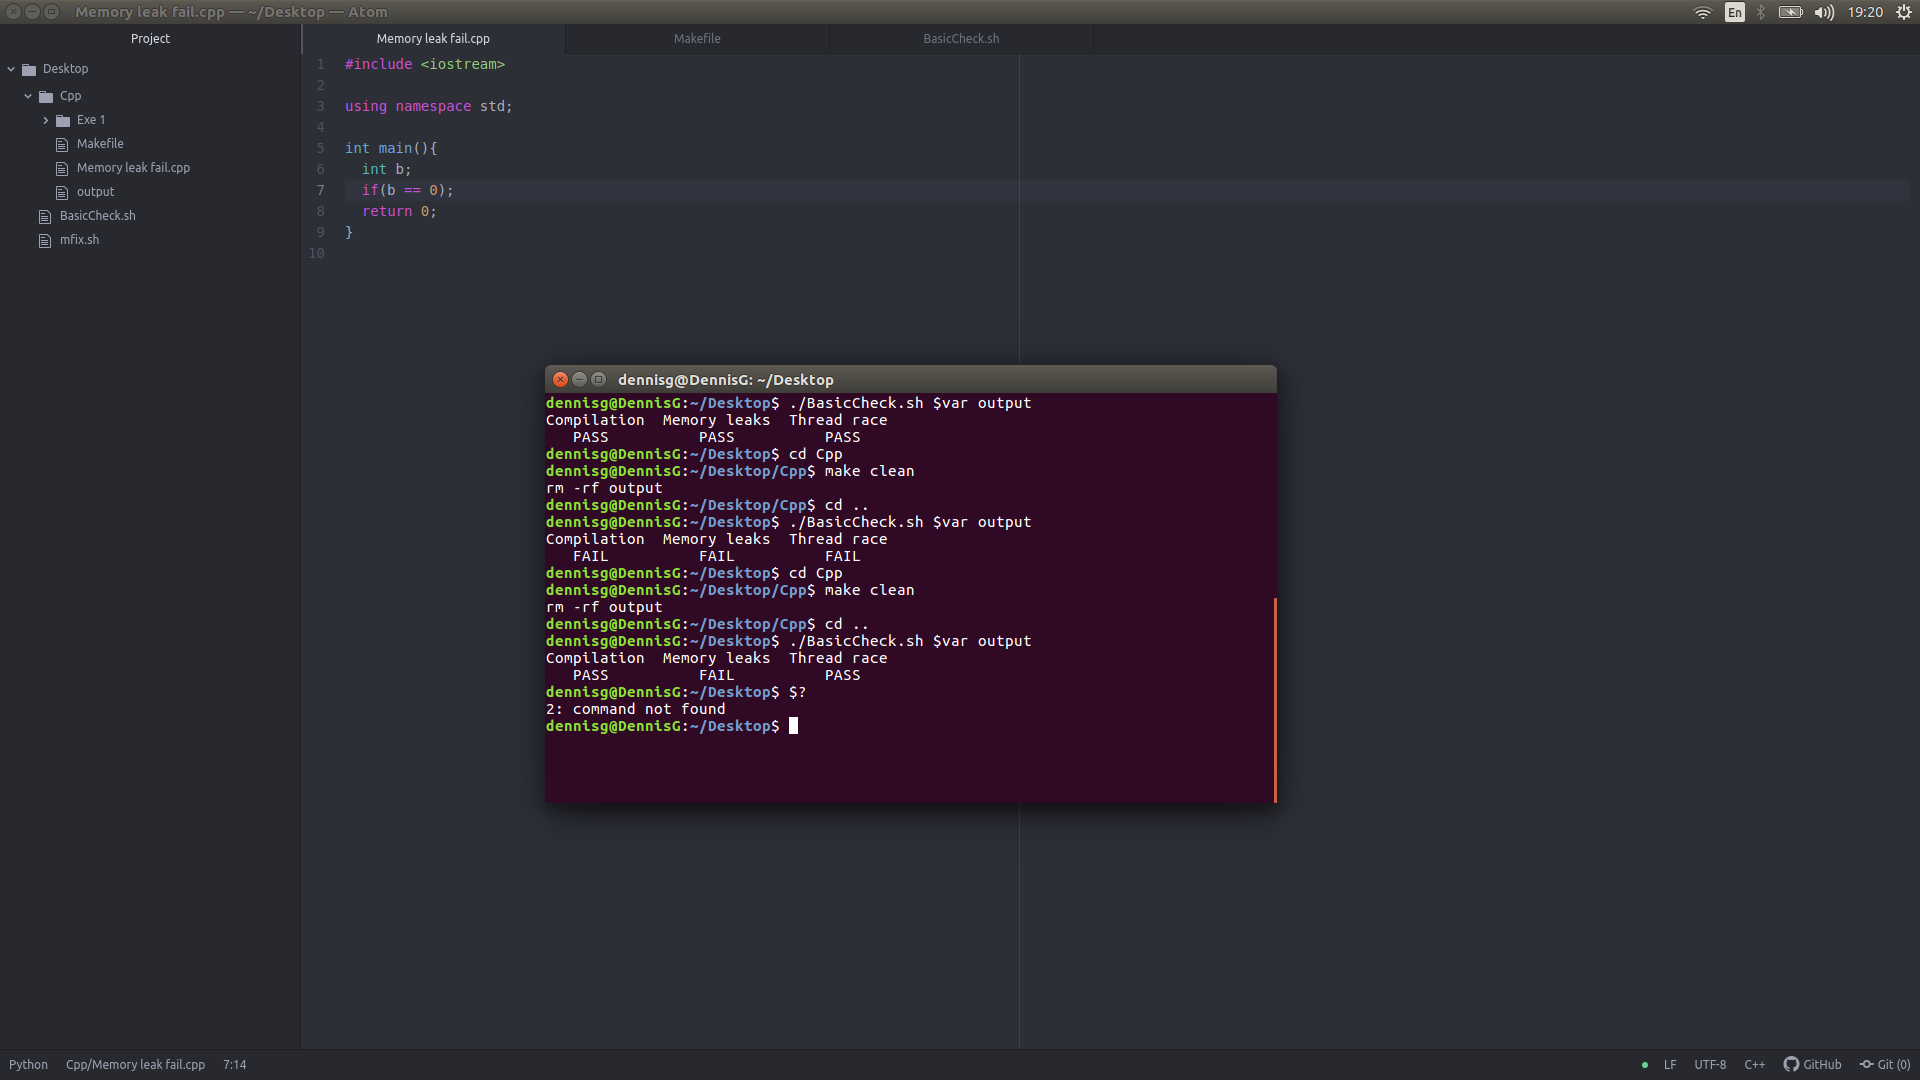 Memory leak fail.cpp — ~/Desktop — Atom
En
19:20
Project
Memory leak fail.cpp
Makefile
BasicCheck.sh
Desktop
Cpp
Exe 1
Makefile
Memory leak fail.cpp
output
BasicCheck.sh
mfix.sh
1 #include <iostream>
2
3 using namespace std;
4
5 int main(){
6   int b;
7   if(b == 0);
8   return 0;
9 }
10
dennisg@DennisG: ~/Desktop
dennisg@DennisG:~/Desktop$ ./BasicCheck.sh $var output
Compilation  Memory leaks  Thread race
   PASS          PASS          PASS
dennisg@DennisG:~/Desktop$ cd Cpp
dennisg@DennisG:~/Desktop/Cpp$ make clean
rm -rf output
dennisg@DennisG:~/Desktop/Cpp$ cd ..
dennisg@DennisG:~/Desktop$ ./BasicCheck.sh $var output
Compilation  Memory leaks  Thread race
   FAIL          FAIL          FAIL
dennisg@DennisG:~/Desktop$ cd Cpp
dennisg@DennisG:~/Desktop/Cpp$ make clean
rm -rf output
dennisg@DennisG:~/Desktop/Cpp$ cd ..
dennisg@DennisG:~/Desktop$ ./BasicCheck.sh $var output
Compilation  Memory leaks  Thread race
   PASS          FAIL          PASS
dennisg@DennisG:~/Desktop$ $?
2: command not found
dennisg@DennisG:~/Desktop$
Python Cpp/Memory leak fail.cpp 7:14
LF UTF-8 C++ GitHub Git (0)